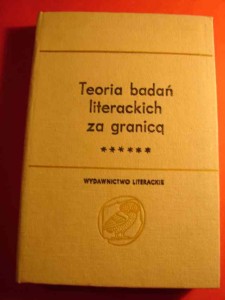 Teoria badań
literackich
za granicą
******
WYDAWNICTWO LITERACKIE